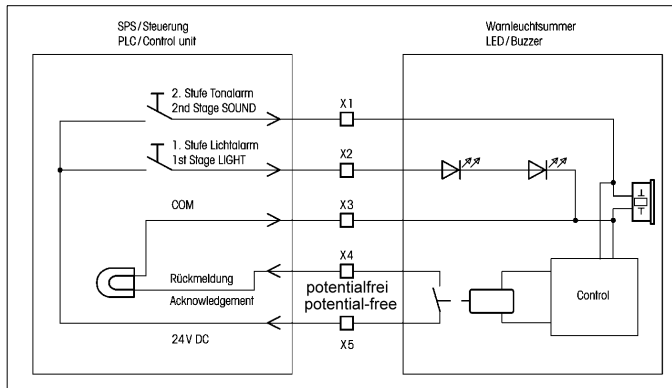 SPS/Steuerung
PLC/Control unit
Warnleuchtsummer
LED/Buzzer
2. Stufe Tonalarm
2nd Stage SOUND
X1
1. Stufe Lichtalarm
1st Stage LIGHT
X2
COM
X3
Rückmeldung
Acknowledgement
X4
potentialfrei
potential-free
Control
24V DC
X5